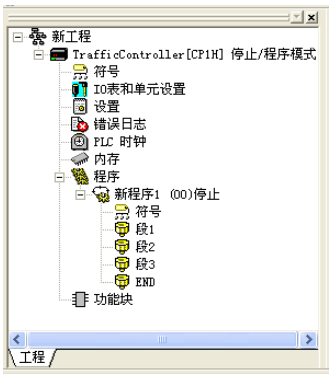 新工程
TrafficController[CP1H] 停止/程序模式
符号
IO表和单元设置
设置
错误日志
PLC 时钟
内存
程序
新程序1 (00)停止
符号
段1
段2
段3
END
功能块
工程